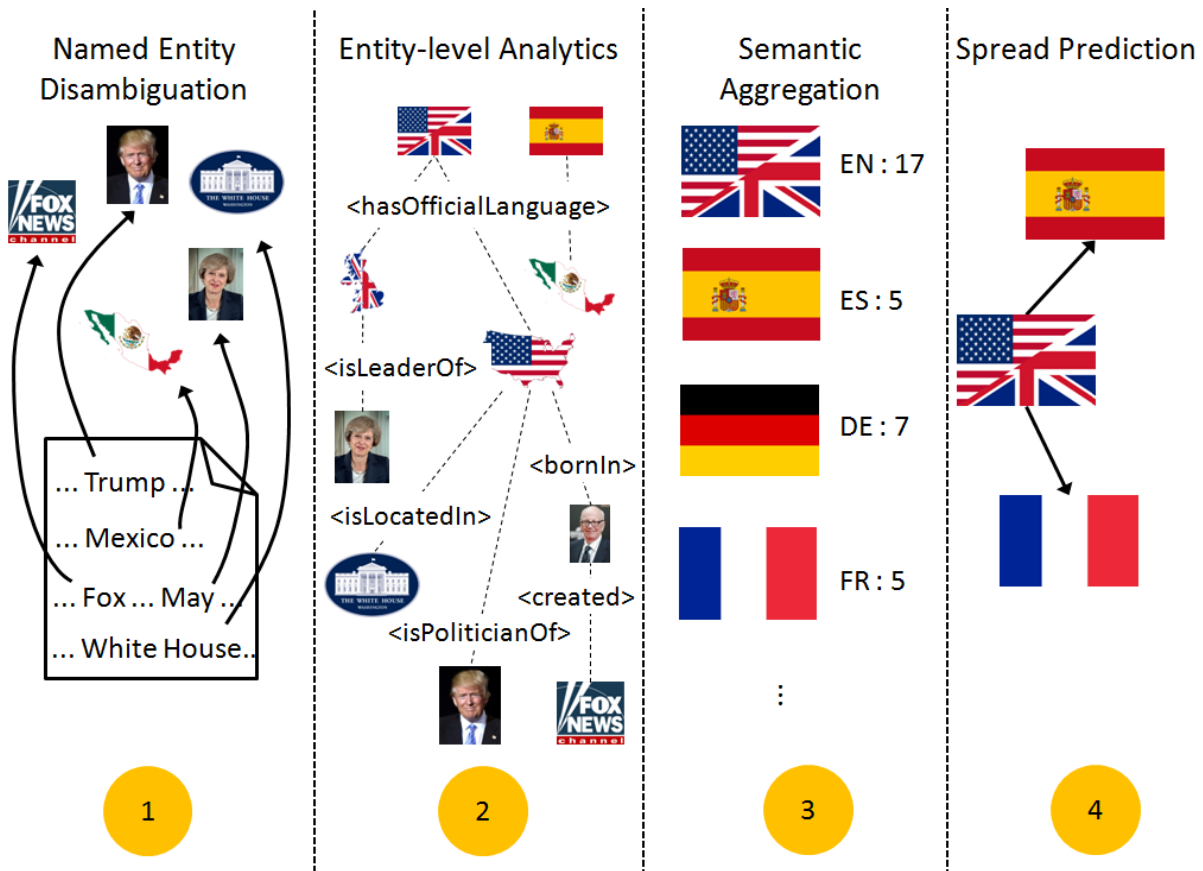 Named Entity
Disambiguation
FOX
NEWS
channel
THE WHITE HOUSE
WASHINGTON
... Trump ...
... Mexico ...
... Fox ... May ...
... White House..
1
Entity-level Analytics
<hasOfficialLanguage>
<isLeaderOf>
<bornIn>
<isLocatedIn>
THE WHITE HOUSE
WASHINGTON
<created>
<isPoliticianOf>
FOX
NEWS
channel
2
Semantic
Aggregation
EN : 17
ES : 5
DE : 7
FR : 5
⋮
3
Spread Prediction
4